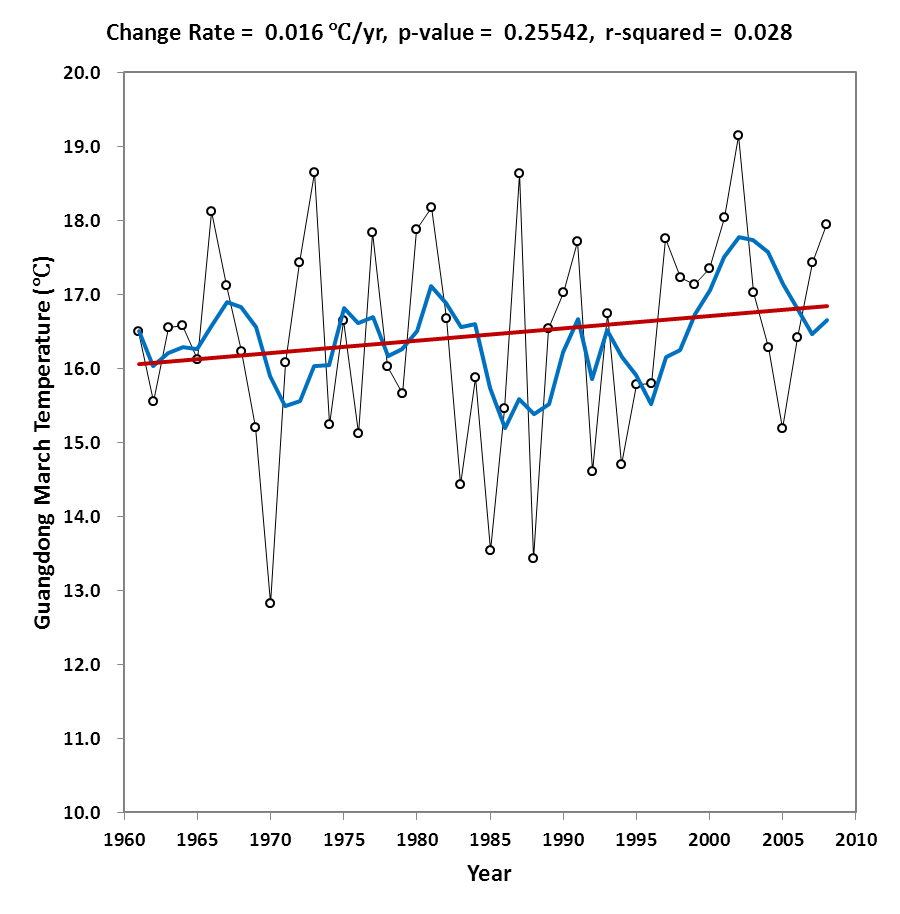 Change Rate = 0.016 ℃/yr, p-value = 0.25542, r-squared = 0.028
20.0
19.0
18.0
17.0
16.0
15.0
14.0
13.0
12.0
11.0
10.0
Guangdong March Temperature (℃)
1960 1965 1970 1975 1980 1985 1990 1995 2000 2005 2010
Year